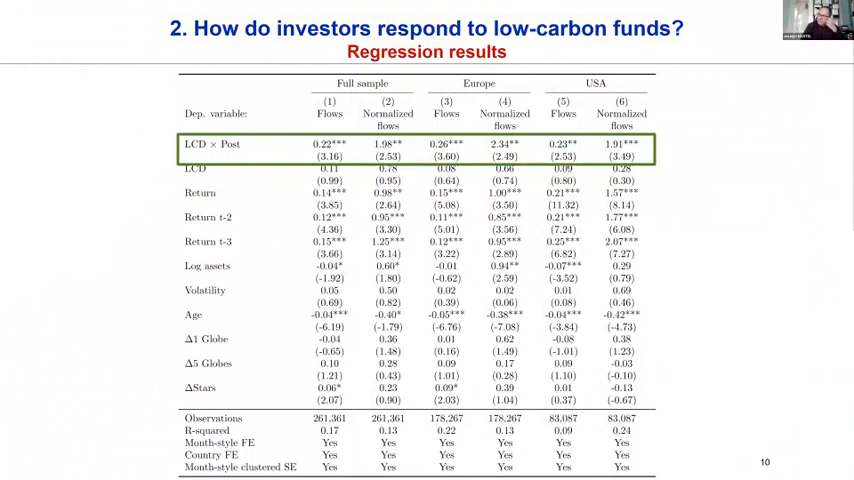 2. How do investors respond to low-carbon funds?
Regression results
Full sample Europe USA
(1) (2) (3) (4) (5) (6)
Dep. variable: Flows Normalized flows Flows Normalized flows Flows Normalized flows
LCD × Post 0.22*** 1.98** 0.26*** 2.34** 0.23** 1.91***
(3.16) (2.53) (3.60) (2.49) (2.53) (3.49)
LCD 0.11 0.78 0.08 0.66 0.09 0.28
(0.99) (0.95) (0.64) (0.74) (0.80) (0.30)
Return 0.14*** 0.98** 0.15*** 1.00*** 0.21*** 1.57***
(3.85) (2.64) (5.08) (3.50) (11.32) (8.14)
Return t-2 0.12*** 0.95*** 0.11*** 0.85*** 0.21*** 1.77***
(4.36) (3.30) (5.01) (3.56) (7.24) (6.08)
Return t-3 0.15*** 1.25*** 0.12*** 0.95*** 0.25*** 2.07***
(3.66) (3.14) (3.22) (2.89) (6.82) (7.27)
Log assets -0.04* 0.60* -0.01 0.94** -0.07*** 0.29
(-1.92) (1.80) (-0.62) (2.59) (-3.52) (0.79)
Volatility 0.05 0.50 0.02 0.02 0.01 0.69
(0.69) (0.82) (0.39) (0.06) (0.08) (0.46)
Age -0.04*** -0.40* -0.05*** -0.38*** -0.04*** -0.42***
(-6.19) (-1.79) (-6.76) (-7.08) (-3.84) (-4.73)
Δ1 Globe -0.04 0.36 0.01 0.62 -0.08 0.38
(-0.65) (1.48) (0.16) (1.49) (-1.01) (1.23)
Δ5 Globes 0.10 0.28 0.09 0.17 0.09 -0.03
(1.21) (0.43) (1.01) (0.28) (1.10) (-0.10)
ΔStars 0.06* 0.23 0.09* 0.39 0.01 -0.13
(2.07) (0.90) (2.03) (1.04) (0.37) (-0.67)
Observations 261,361 261,361 178,267 178,267 83,087 83,087
R-squared 0.17 0.13 0.22 0.13 0.09 0.24
Month-style FE Yes Yes Yes Yes Yes Yes
Country FE Yes Yes Yes Yes Yes Yes
Month-style clustered SE Yes Yes Yes Yes Yes Yes
10